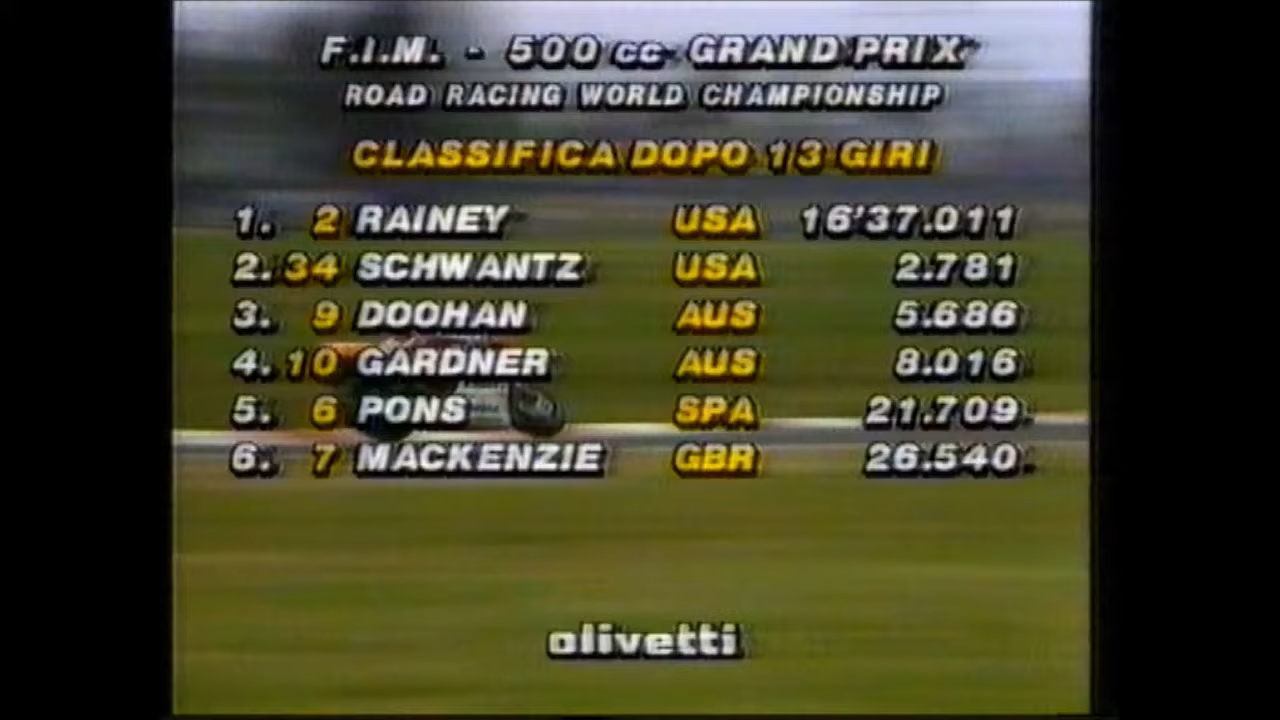 F.I.M. - 500 cc GRAND PRIX
ROAD RACING WORLD CHAMPIONSHIP
CLASSIFICA DOPO 13 GIRI
1. 2 RAINEY USA 16'37.011
2. 34 SCHWANTZ USA 2.781
3. 9 DOOHAN AUS 5.686
4. 10 GARDNER AUS 8.016
5. 6 PONS SPA 21.709
6. 7 MACKENZIE GBR 26.540
olivetti